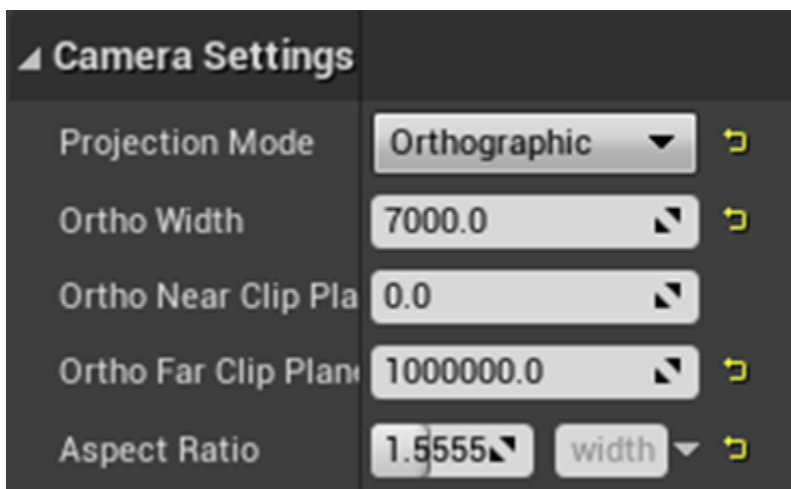 Camera Settings
Projection Mode Orthographic
Ortho Width 7000.0
Ortho Near Clip Pla 0.0
Ortho Far Clip Plane 1000000.0
Aspect Ratio 1.5555 width